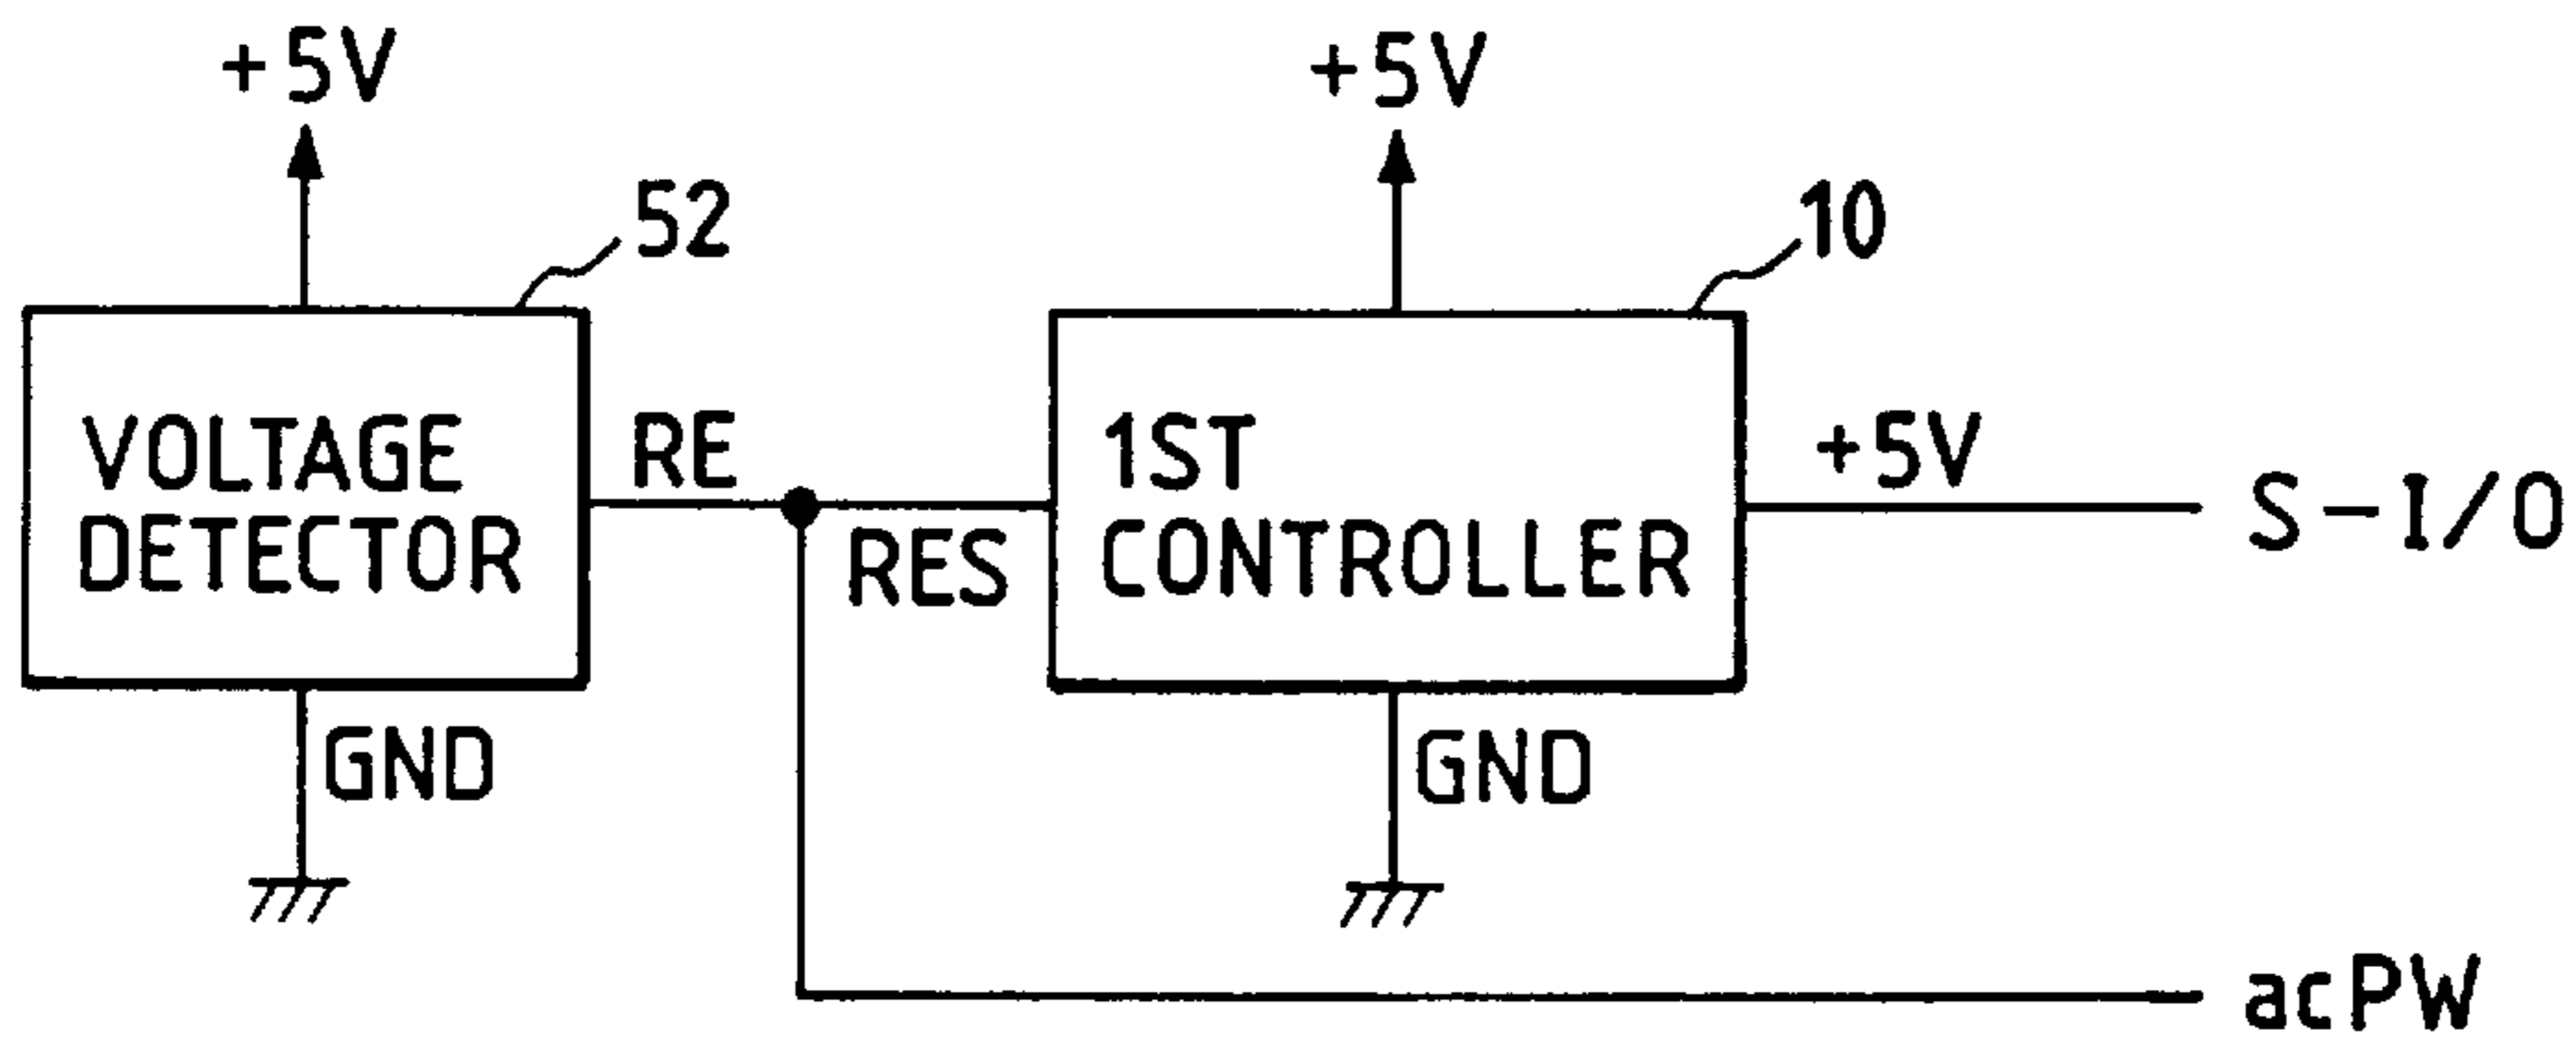 +5V
+5V
52
10
VOLTAGE
DETECTOR
RE
RES
1ST
CONTROLLER
+5V
S-I/O
GND
GND
acPW